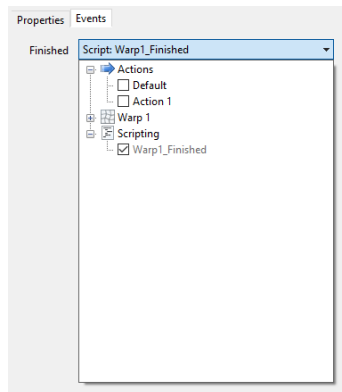 Properties Events
Finished Script: Warp1_Finished
Actions
Default
Action 1
Warp 1
Scripting
Warp1_Finished